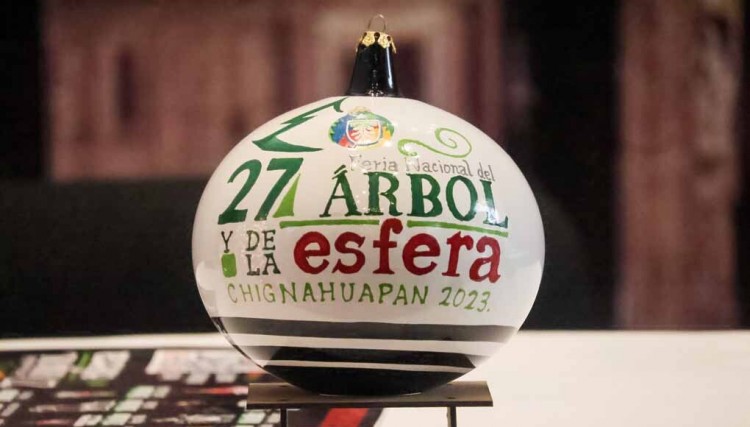 27 Feria Nacional del
ÁRBOL
Y DE
LA esfera
CHIGNAHUAPAN 2023.